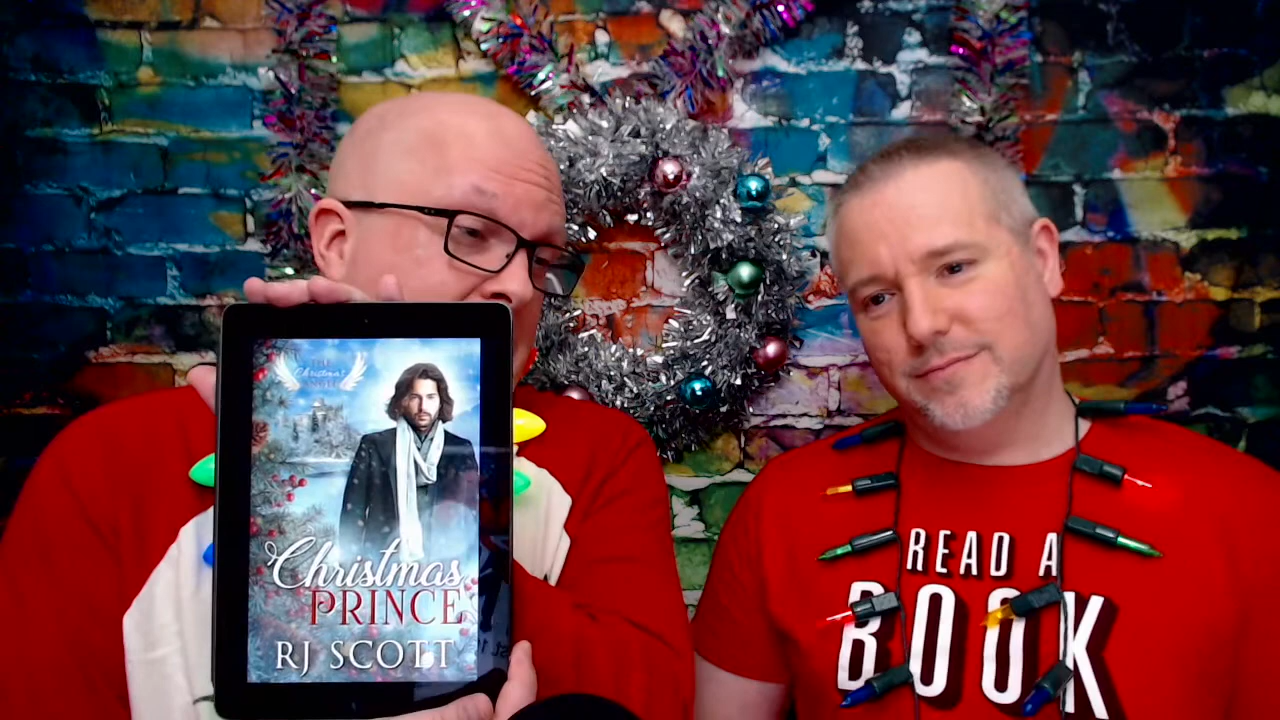 THE
Christmas
ANGEL
Christmas
PRINCE
RJ SCOTT
READ A
BOOK